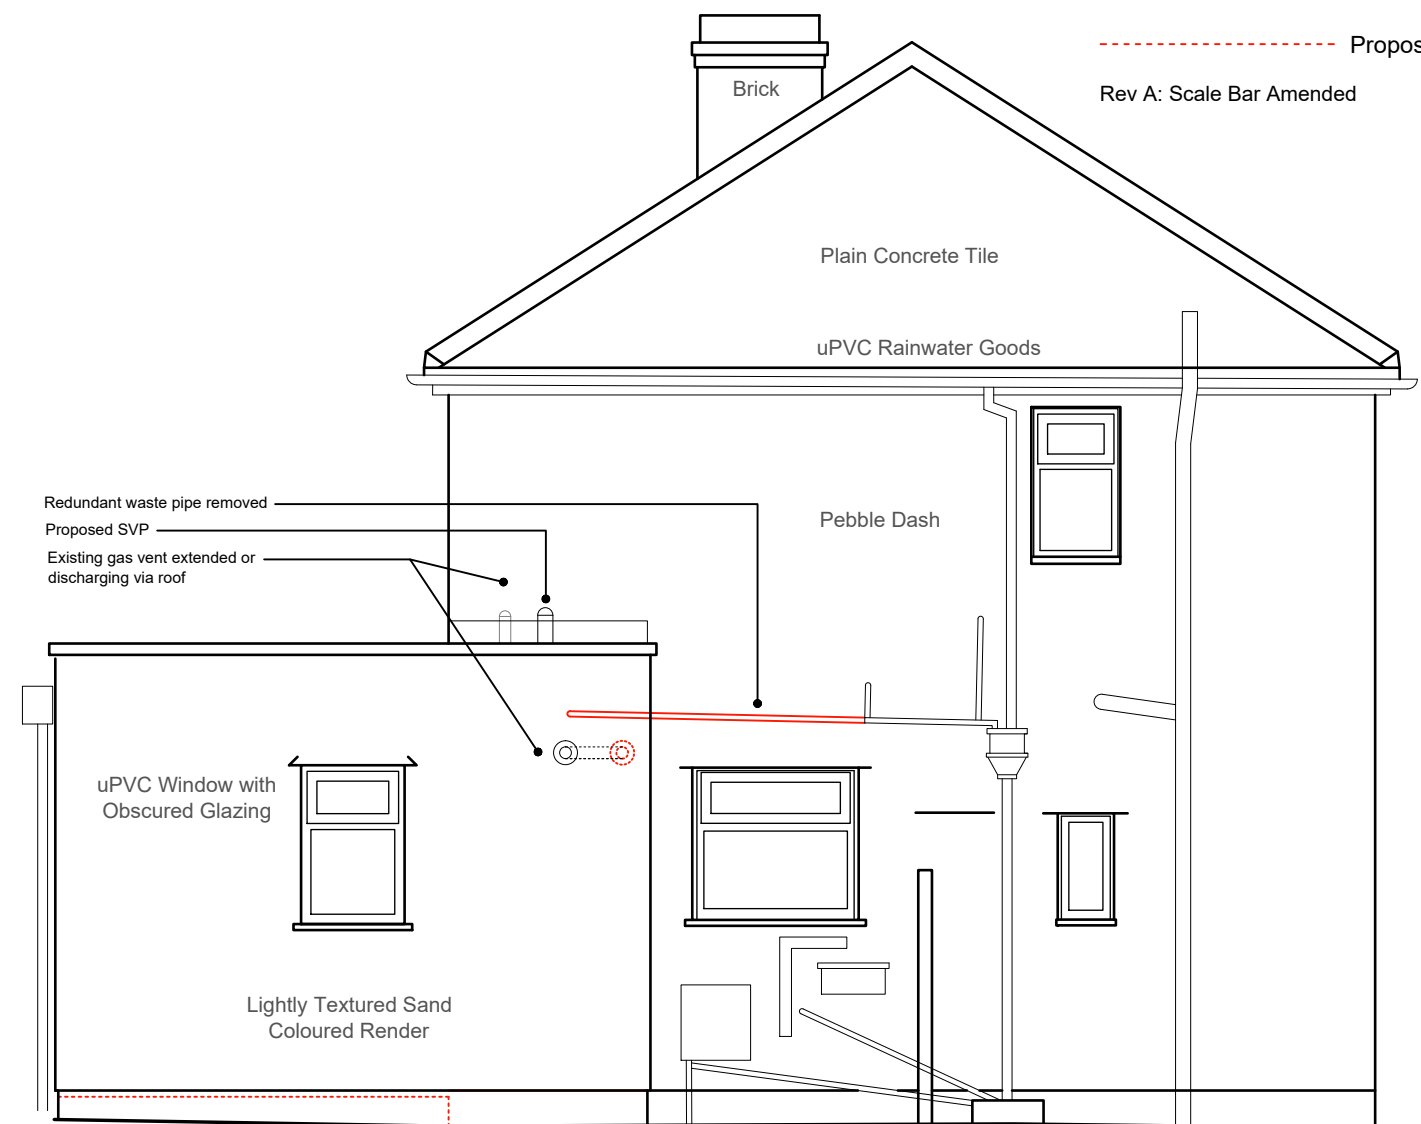 Brick
Rev A: Scale Bar Amended
Plain Concrete Tile
uPVC Rainwater Goods
Redundant waste pipe removed
Proposed SVP
Existing gas vent extended or
discharging via roof
Pebble Dash
uPVC Window with
Obscured Glazing
Lightly Textured Sand
Coloured Render